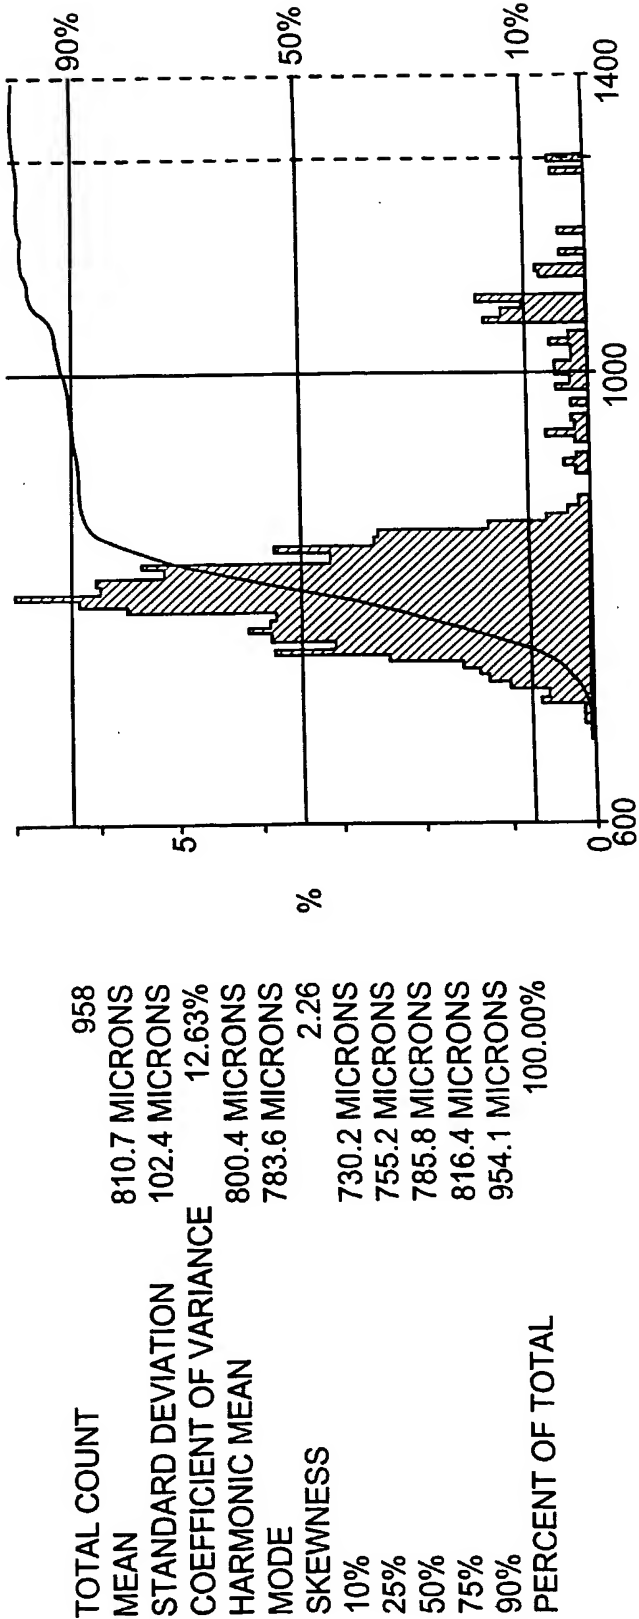 TOTAL COUNT 958
MEAN 810.7 MICRONS
STANDARD DEVIATION 102.4 MICRONS
COEFFICIENT OF VARIANCE 12.63%
HARMONIC MEAN 800.4 MICRONS
MODE 783.6 MICRONS
SKEWNESS 2.26
10% 730.2 MICRONS
25% 755.2 MICRONS
50% 785.8 MICRONS
75% 816.4 MICRONS
90% 954.1 MICRONS
PERCENT OF TOTAL 100.00%
90%
5
%
50%
10%
0
600
1000
1400